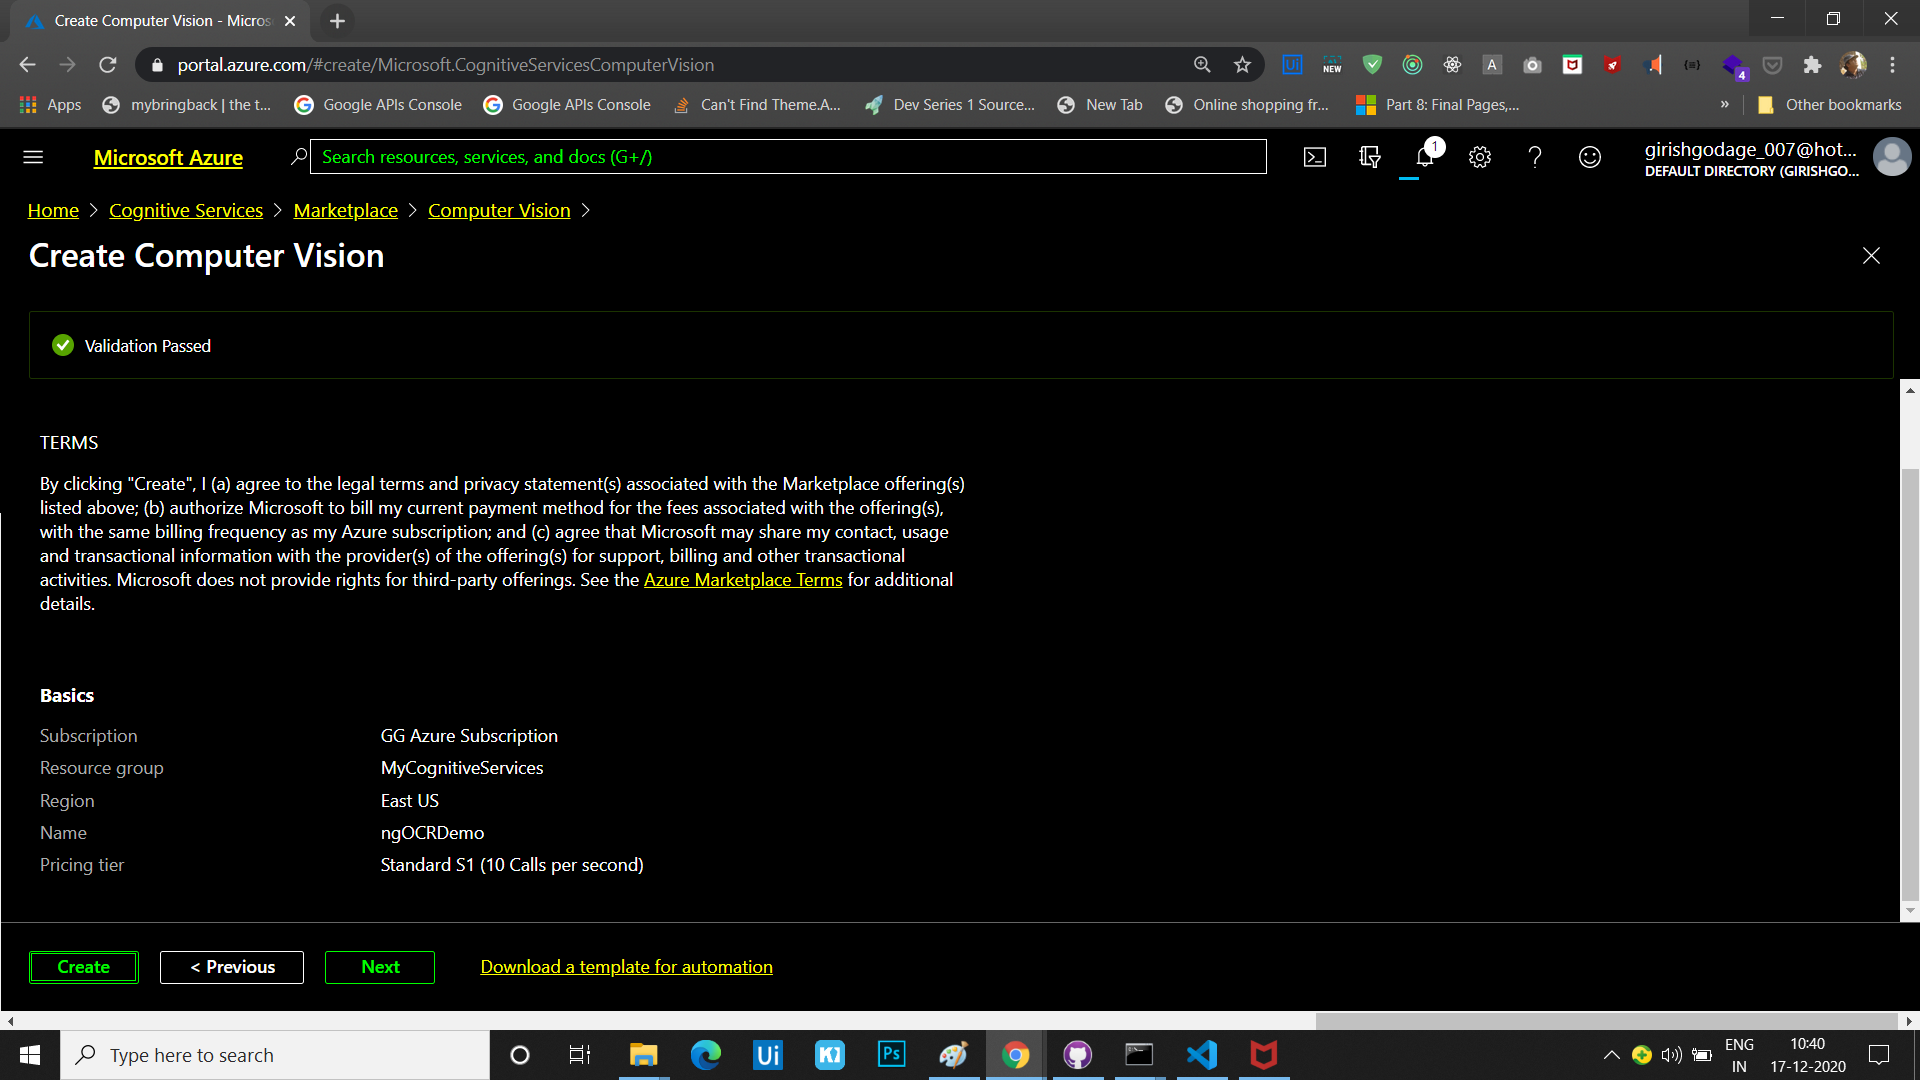 Create Computer Vision - Micros
portal.azure.com/#create/Microsoft.CognitiveServicesComputerVision
Ui
NEW
A
4
Apps
mybringback | the t...
Google APIs Console
Google APIs Console
Can't Find Theme.A...
Dev Series 1 Source...
New Tab
Online shopping fr...
Part 8: Final Pages,...
»
Other bookmarks
Microsoft Azure
Search resources, services, and docs (G+/)
1
girishgodage_007@hot...
DEFAULT DIRECTORY (GIRISHGO...
Home > Cognitive Services > Marketplace > Computer Vision >
Create Computer Vision
Validation Passed
TERMS
By clicking "Create", I (a) agree to the legal terms and privacy statement(s) associated with the Marketplace offering(s)
listed above; (b) authorize Microsoft to bill my current payment method for the fees associated with the offering(s),
with the same billing frequency as my Azure subscription; and (c) agree that Microsoft may share my contact, usage
and transactional information with the provider(s) of the offering(s) for support, billing and other transactional
activities. Microsoft does not provide rights for third-party offerings. See the Azure Marketplace Terms for additional
details.
Basics
Subscription GG Azure Subscription
Resource group MyCognitiveServices
Region East US
Name ngOCRDemo
Pricing tier Standard S1 (10 Calls per second)
Create
< Previous
Next
Download a template for automation
Type here to search
Ui
K
Ps
ENG
IN
10:40
17-12-2020